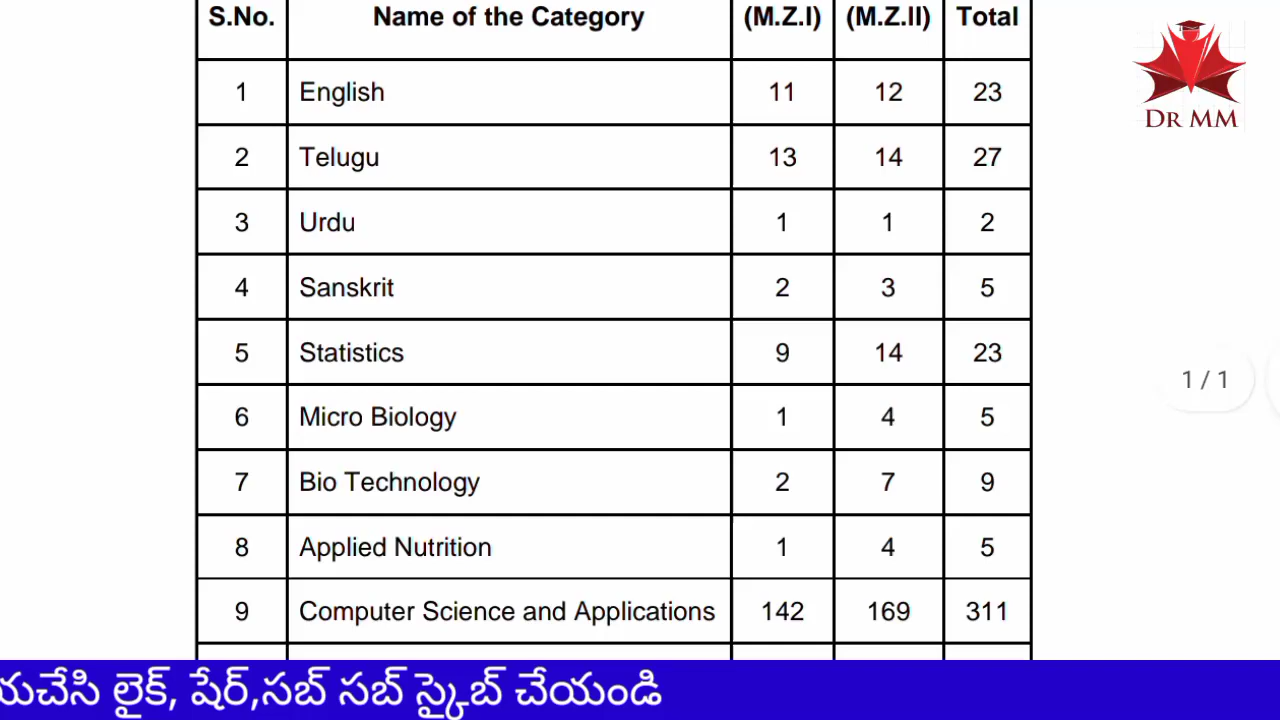 S.No. Name of the Category (M.Z.I) (M.Z.II) Total
1 English 11 12 23
2 Telugu 13 14 27
3 Urdu 1 1 2
4 Sanskrit 2 3 5
5 Statistics 9 14 23
6 Micro Biology 1 4 5
7 Bio Technology 2 7 9
8 Applied Nutrition 1 4 5
9 Computer Science and Applications 142 169 311
DR MM
1 / 1
యచేసి లైక్, షేర్,సబ్ సబ్ స్క్రైబ్ చేయండి